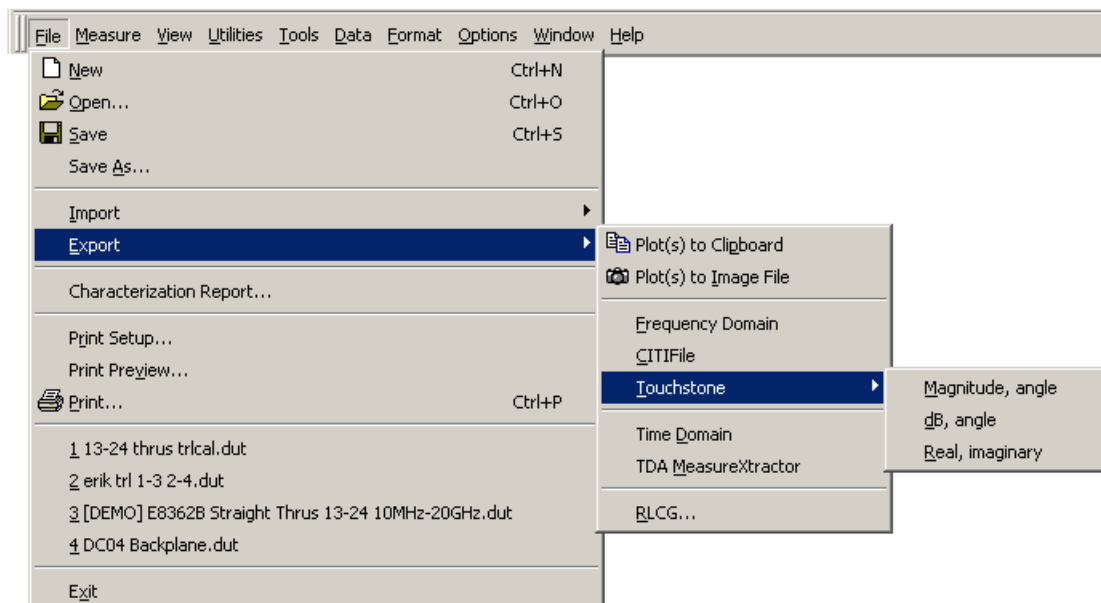 File Measure View Utilities Tools Data Format Options Window Help
New Ctrl+N
Open... Ctrl+O
Save Ctrl+S
Save As...
Import
Export
Characterization Report...
Print Setup...
Print Preview...
Print... Ctrl+P
1 13-24 thrus trlcal.dut
2 erik trl 1-3 2-4.dut
3 [DEMO] E8362B Straight Thrus 13-24 10MHz-20GHz.dut
4 DC04 Backplane.dut
Exit
Plot(s) to Clipboard
Plot(s) to Image File
Frequency Domain
CITIFile
Touchstone
Time Domain
TDA MeasureXtractor
RLCG...
Magnitude, angle
dB, angle
Real, imaginary